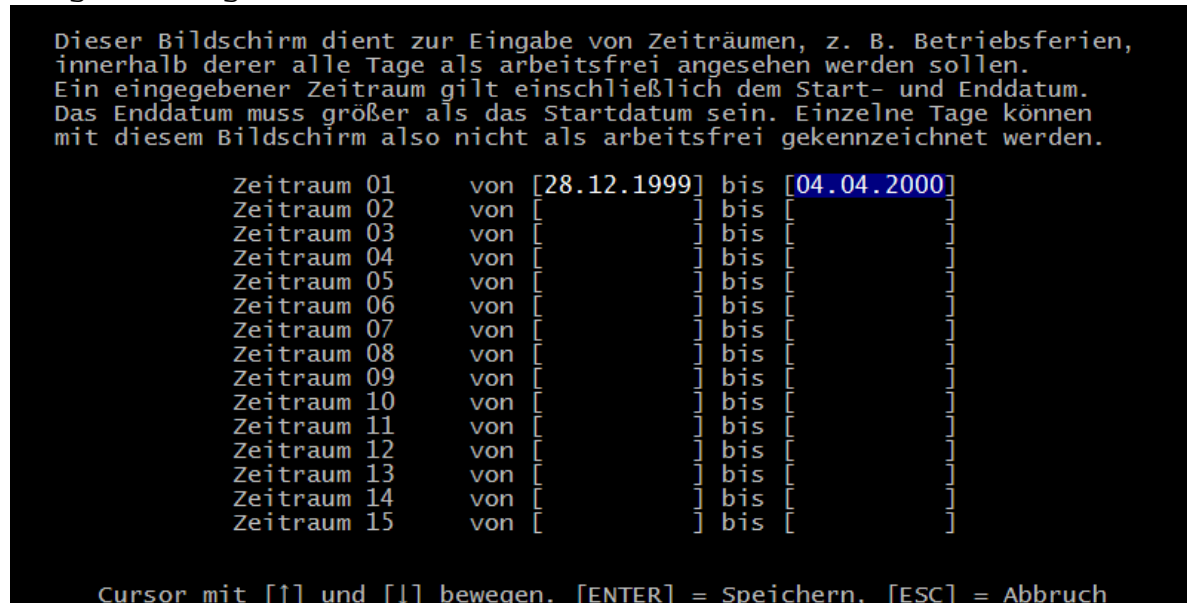 Dieser Bildschirm dient zur Eingabe von Zeiträumen, z. B. Betriebsferien,
innerhalb derer alle Tage als arbeitsfrei angesehen werden sollen.
Ein eingegebener Zeitraum gilt einschließlich dem Start- und Enddatum.
Das Enddatum muss größer als das Startdatum sein. Einzelne Tage können
mit diesem Bildschirm also nicht als arbeitsfrei gekennzeichnet werden.
Zeitraum 01 von [28.12.1999] bis [04.04.2000]
Zeitraum 02 von [ ] bis [ ]
Zeitraum 03 von [ ] bis [ ]
Zeitraum 04 von [ ] bis [ ]
Zeitraum 05 von [ ] bis [ ]
Zeitraum 06 von [ ] bis [ ]
Zeitraum 07 von [ ] bis [ ]
Zeitraum 08 von [ ] bis [ ]
Zeitraum 09 von [ ] bis [ ]
Zeitraum 10 von [ ] bis [ ]
Zeitraum 11 von [ ] bis [ ]
Zeitraum 12 von [ ] bis [ ]
Zeitraum 13 von [ ] bis [ ]
Zeitraum 14 von [ ] bis [ ]
Zeitraum 15 von [ ] bis [ ]
Cursor mit [↑] und [↓] bewegen. [ENTER] = Speichern. [ESC] = Abbruch